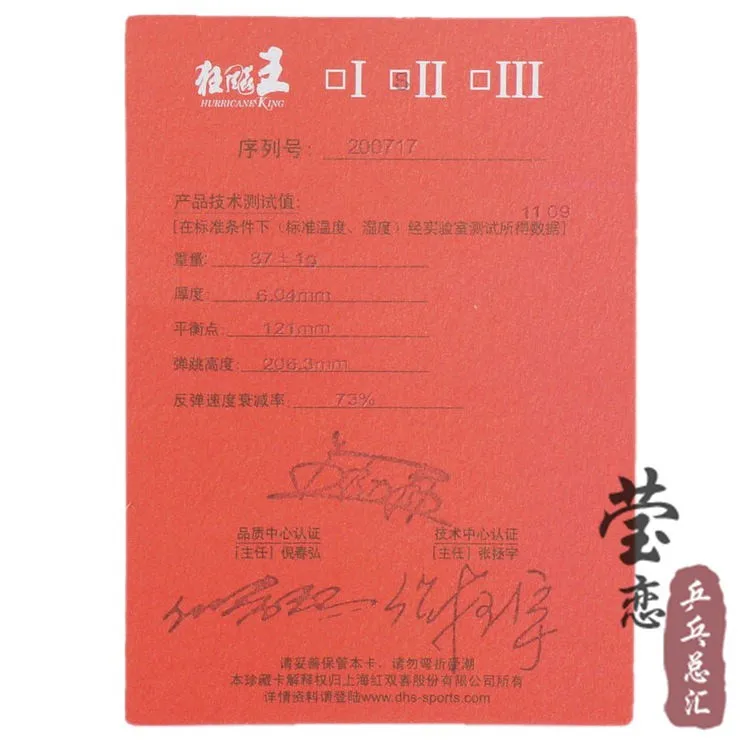 狂飚王 □I □II □III
HURRICANE KING
序列号： 200717
产品技术测试值：
11 09
[在标准条件下（标准温度、湿度）经实验室测试所得数据]
重量： 87±1g
厚度： 6.04mm
平衡点： 121mm
弹跳高度： 206.3mm
反弹速度衰减率 73%
品质中心认证 技术中心认证
[主任] 倪春弘 [主任] 张拯宇
请妥善保管本卡，请勿弯折受潮
本珍藏卡解释权归上海红双喜股份有限公司所有
详情资料请登陆www.dhs-sports.com
莹恋
乒乓总汇